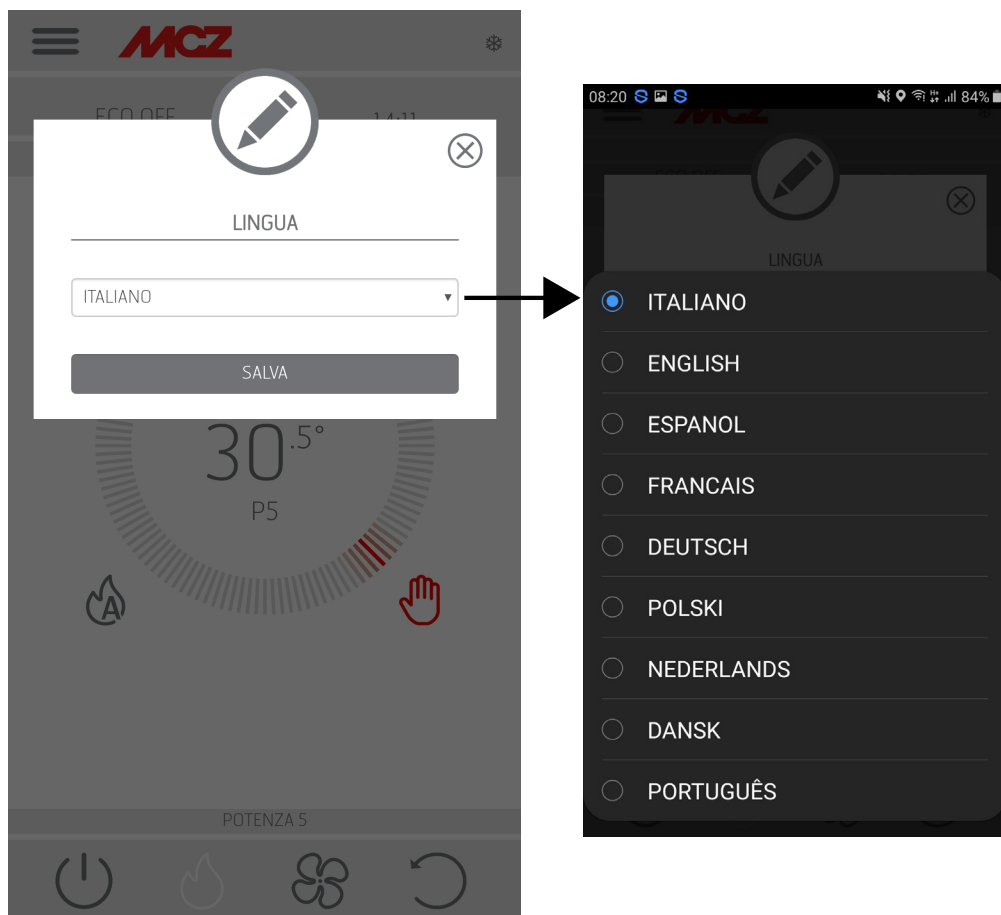 MCZ
ECO OFF 14:11
LINGUA
ITALIANO
SALVA
30.5°
P5
A
POTENZA 5
08:20 84%
MCZ
LINGUA
ITALIANO
ENGLISH
ESPANOL
FRANCAIS
DEUTSCH
POLSKI
NEDERLANDS
DANSK
PORTUGUÊS